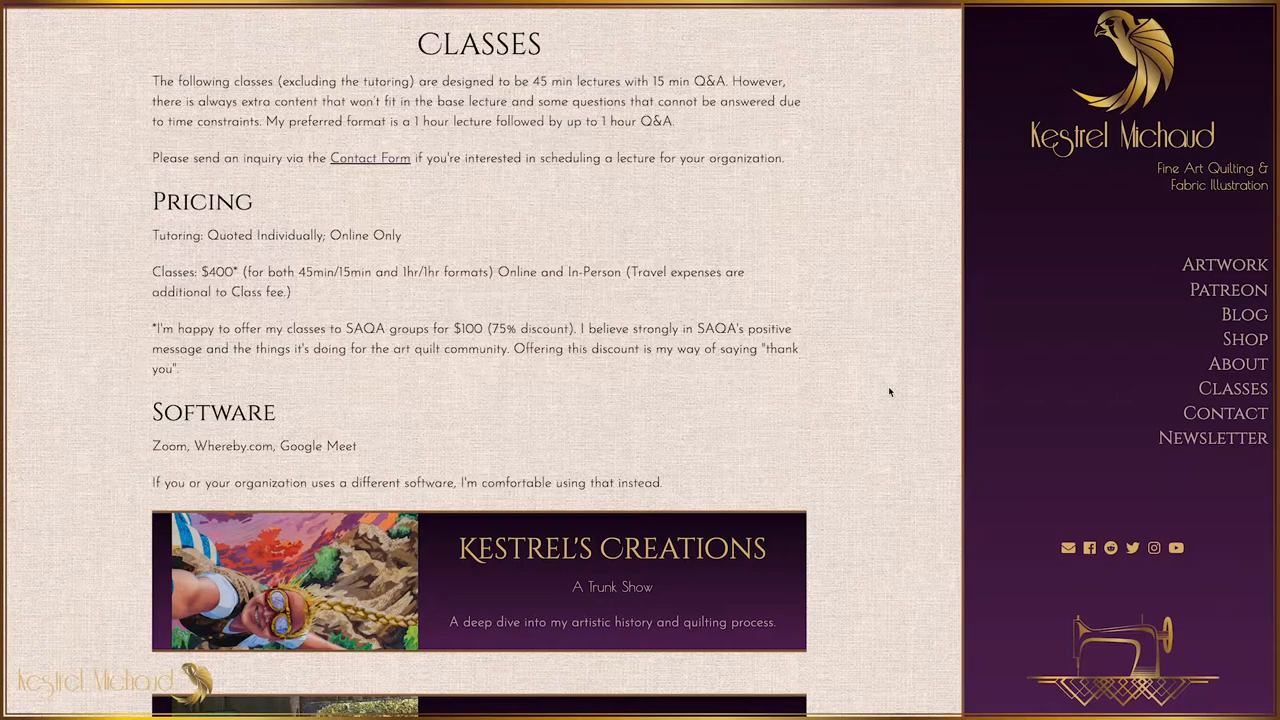 Classes
The following classes (excluding the tutoring) are designed to be 45 min lectures with 15 min Q&A. However,
there is always extra content that won't fit in the base lecture and some questions that cannot be answered due
to time constraints. My preferred format is a 1 hour lecture followed by up to 1 hour Q&A.
Please send an inquiry via the Contact Form if you're interested in scheduling a lecture for your organization.
Pricing
Tutoring: Quoted Individually; Online Only
Classes: $400* (for both 45min/15min and 1hr/1hr formats) Online and In-Person (Travel expenses are
additional to Class fee.)
*I'm happy to offer my classes to SAQA groups for $100 (75% discount). I believe strongly in SAQA's positive
message and the things it's doing for the art quilt community. Offering this discount is my way of saying "thank
you".
Software
Zoom, Whereby.com, Google Meet
If you or your organization uses a different software, I'm comfortable using that instead.
Kestrel's Creations
A Trunk Show
A deep dive into my artistic history and quilting process.
Kestrel Michaud
Kestrel Michaud
Fine Art Quilting &
Fabric Illustration
Artwork
Patreon
Blog
Shop
About
Classes
Contact
Newsletter